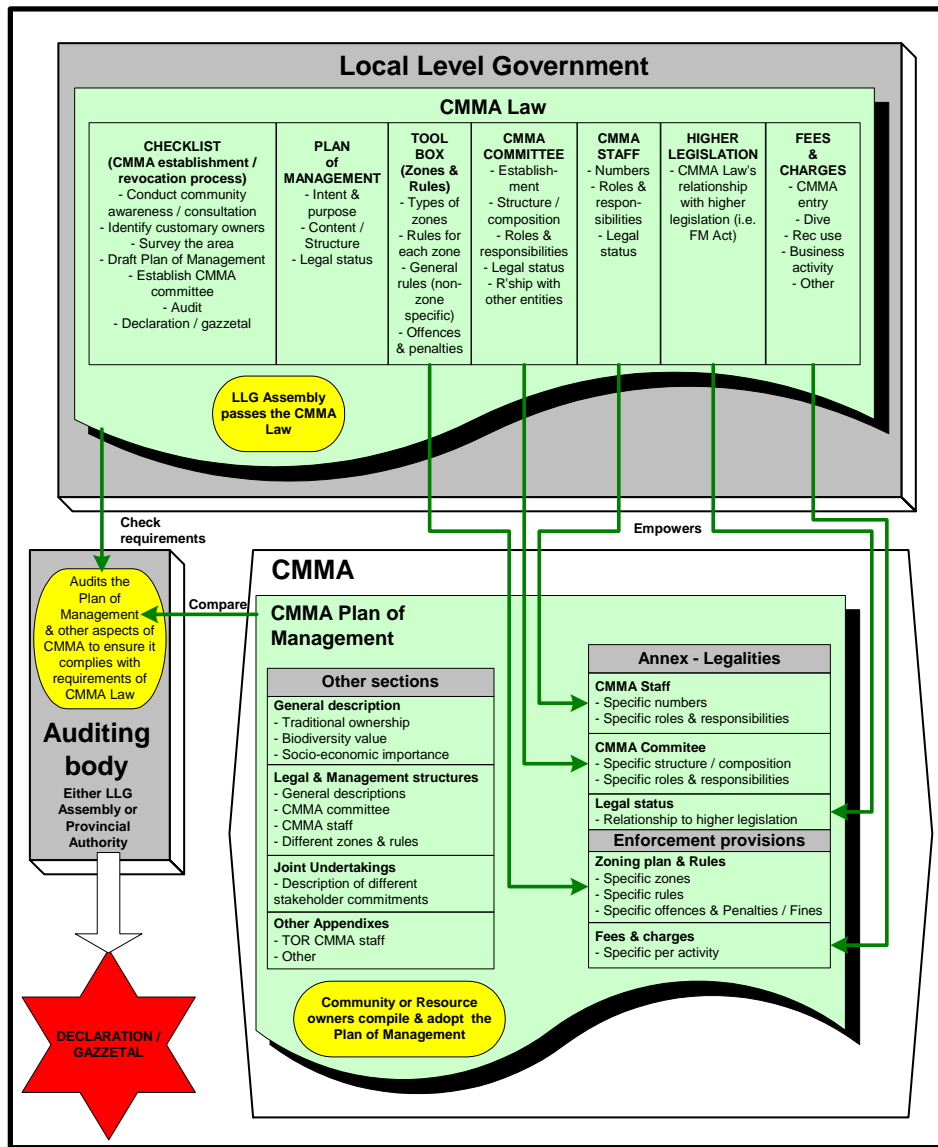 Local Level Government
CMMA Law
CHECKLIST
(CMMA establishment /
revocation process)
- Conduct community
awareness / consultation
- Identify customary owners
- Survey the area
- Draft Plan of Management
- Establish CMMA
committee
- Audit
- Declaration / gazzetal
PLAN
of
MANAGEMENT
- Intent &
purpose
- Content /
Structure
- Legal status
TOOL
BOX
(Zones &
Rules)
- Types of
zones
- Rules for
each zone
- General
rules (non-
zone
specific)
- Offences
& penalties
CMMA
COMMITTEE
- Establish-
ment
- Structure /
composition
- Roles &
responsibilities
- Legal status
- R'ship with
other entities
CMMA
STAFF
- Numbers
- Roles &
respon-
sibilities
- Legal
status
HIGHER
LEGISLATION
- CMMA Law's
relationship
with higher
legislation (i.e.
FM Act)
FEES
&
CHARGES
- CMMA
entry
- Dive
- Rec use
- Business
activity
- Other
LLG Assembly
passes the CMMA
Law
Check
requirements
Empowers
Audits the
Plan of
Management
& other aspects of
CMMA to ensure it
complies with
requirements of
CMMA Law
Compare
Auditing
body
Either LLG
Assembly or
Provincial
Authority
DECLARATION /
GAZZETAL
CMMA
CMMA Plan of
Management
Other sections
General description
- Traditional ownership
- Biodiversity value
- Socio-economic importance
Legal & Management structures
- General descriptions
- CMMA committee
- CMMA staff
- Different zones & rules
Joint Undertakings
- Description of different
stakeholder commitments
Other Appendixes
- TOR CMMA staff
- Other
Annex - Legalities
CMMA Staff
- Specific numbers
- Specific roles & responsibilities
CMMA Commitee
- Specific structure / composition
- Specific roles & responsibilities
Legal status
- Relationship to higher legislation
Enforcement provisions
Zoning plan & Rules
- Specific zones
- Specific rules
- Specific offences & Penalties / Fines
Fees & charges
- Specific per activity
Community or Resource
owners compile & adopt the
Plan of Management